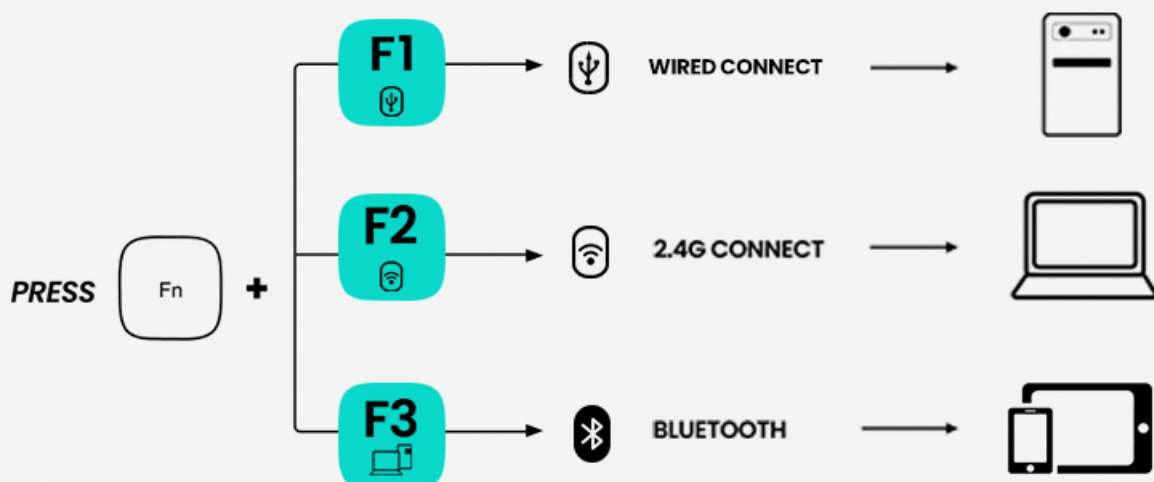 F1
WIRED CONNECT
F2
2.4G CONNECT
PRESS Fn +
F3
BLUETOOTH